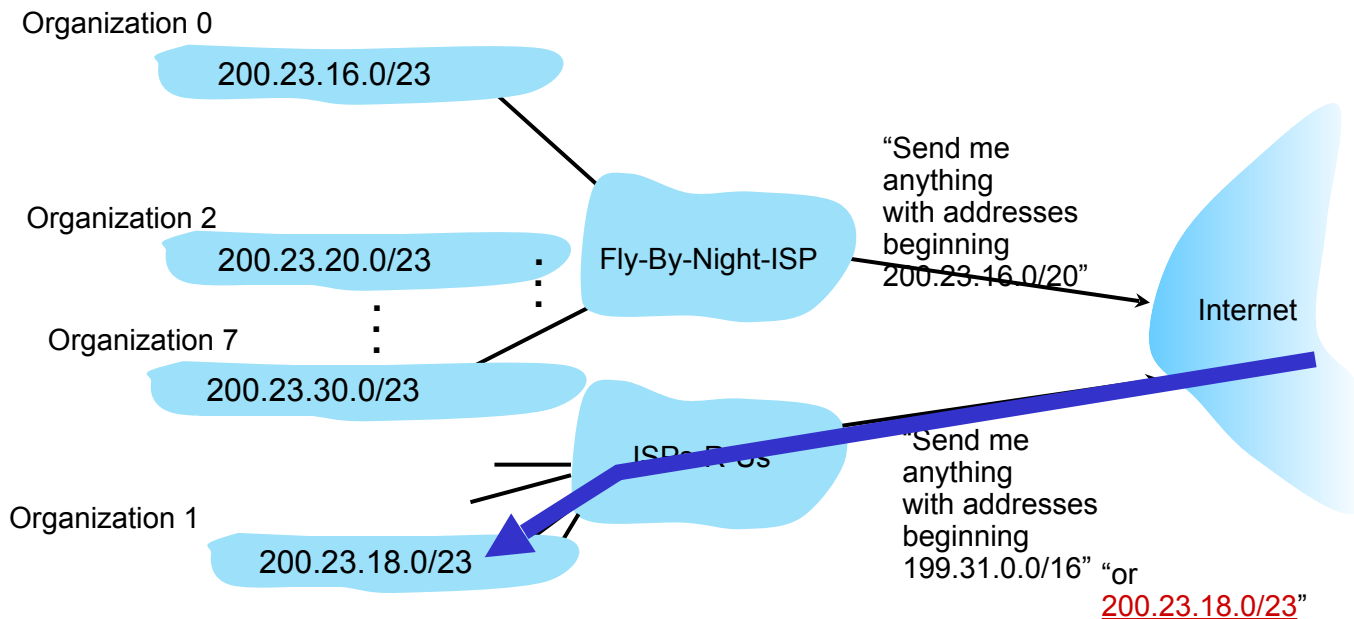 Organization 0
200.23.16.0/23
Organization 2
200.23.20.0/23
Organization 7
200.23.30.0/23
Organization 1
200.23.18.0/23
Fly-By-Night-ISP
ISPs-R-Us
“Send me
anything
with addresses
beginning
200.23.16.0/20”
Internet
“Send me
anything
with addresses
beginning
199.31.0.0/16”
“or
200.23.18.0/23”